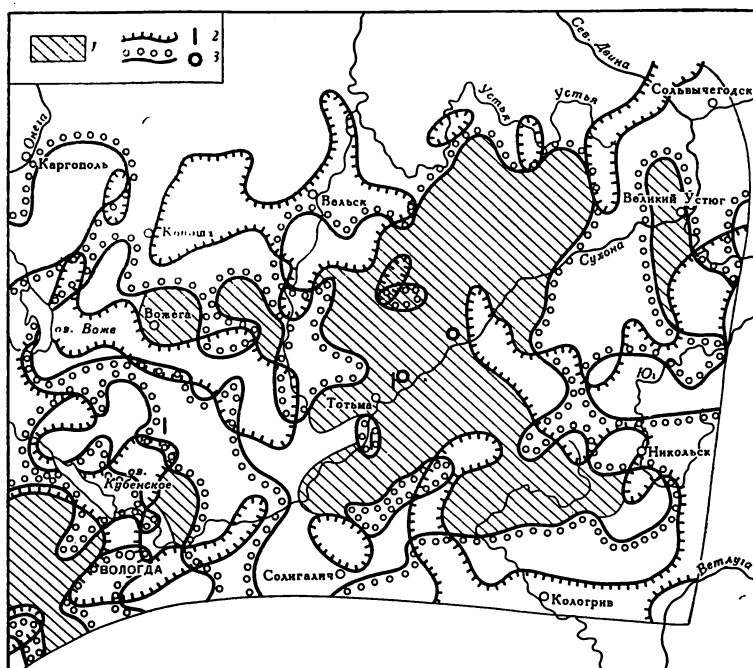 1 2
3
Сев. Двина
Устья
Устья
Сольвычегодск
Онега
Каргополь
Вельск
Великий Устюг
Коноша
Сухона
оз. Воже
Вожега
Тотьма
Юг
Никольск
оз.
Кубенское
ВОЛОГДА
Солигалич
Ветлуга
Кологрив